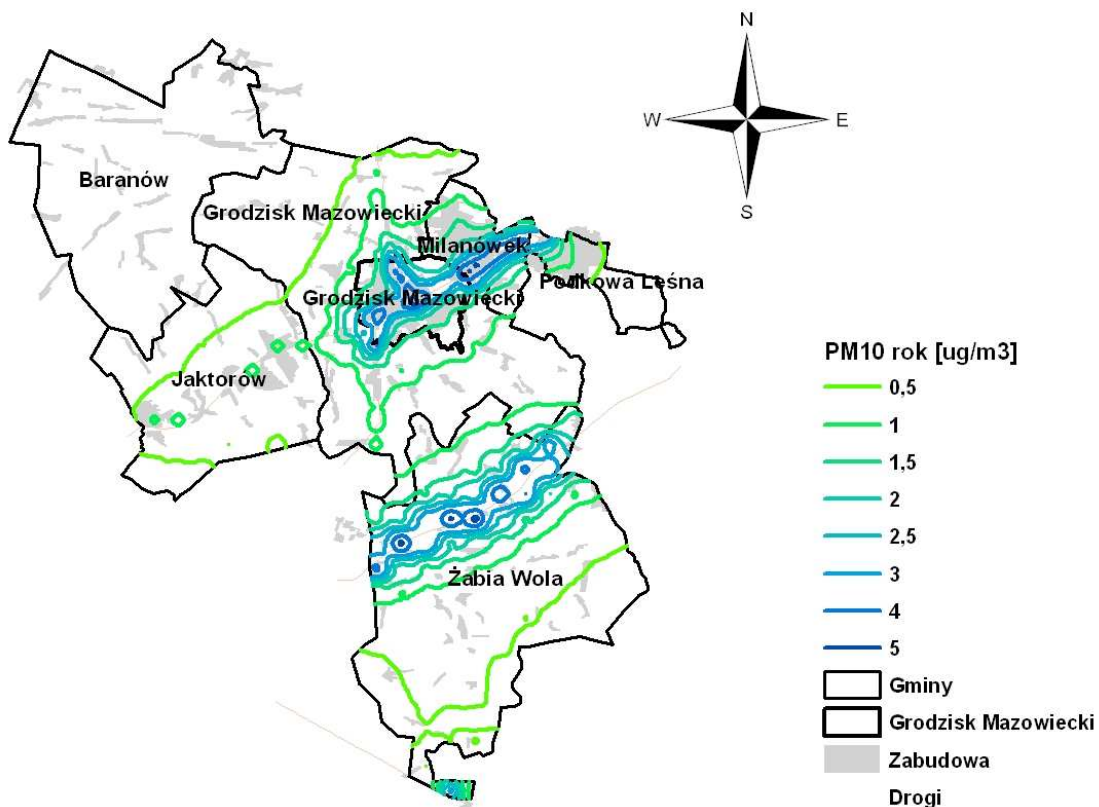 N
W E
S
Baranów
Grodzisk Mazowiecki
Milanówek
Podkowa Leśna
Grodzisk Mazowiecki
Jaktorów
Żabia Wola
PM10 rok [ug/m3]
0,5
1
1,5
2
2,5
3
4
5
Gminy
Grodzisk Mazowiecki
Zabudowa
Drogi